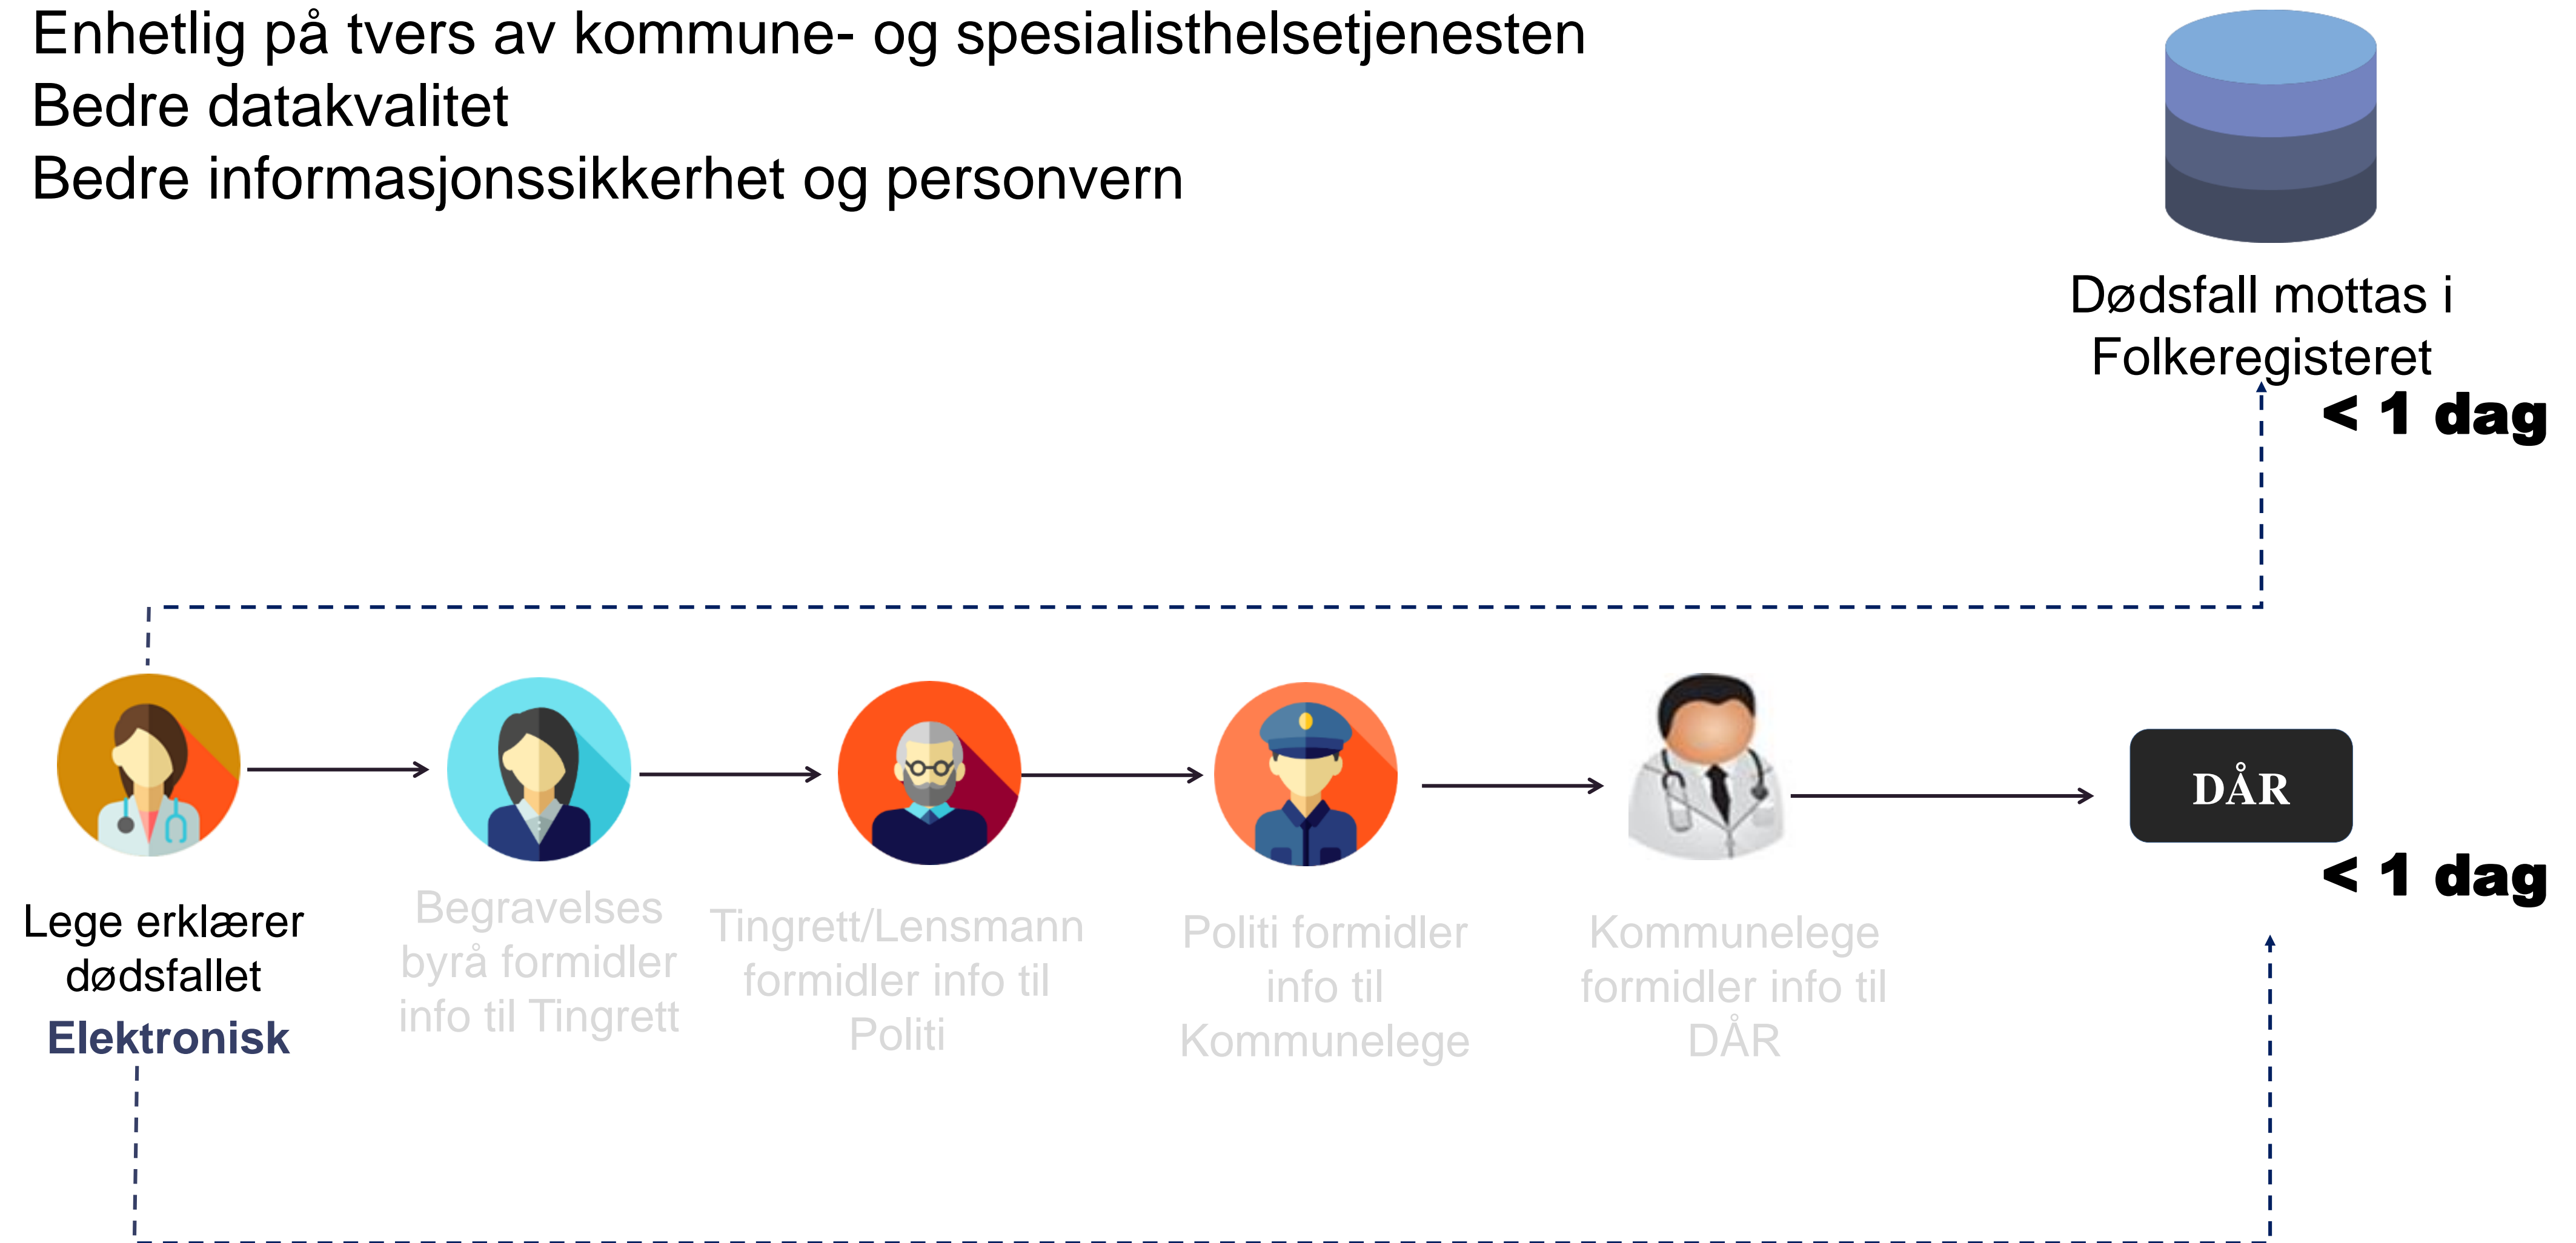 Enhetlig på tvers av kommune- og spesialisthelsetjenesten
Bedre datakvalitet
Bedre informasjonssikkerhet og personvern
Dødsfall mottas i
Folkeregisteret
< 1 dag
DÅR
< 1 dag
Lege erklærer
dødsfallet
Elektronisk
Begravelses
byrå formidler
info til Tingrett
Tingrett/Lensmann
formidler info til
Politi
Politi formidler
info til
Kommunelege
Kommunelege
formidler info til
DÅR